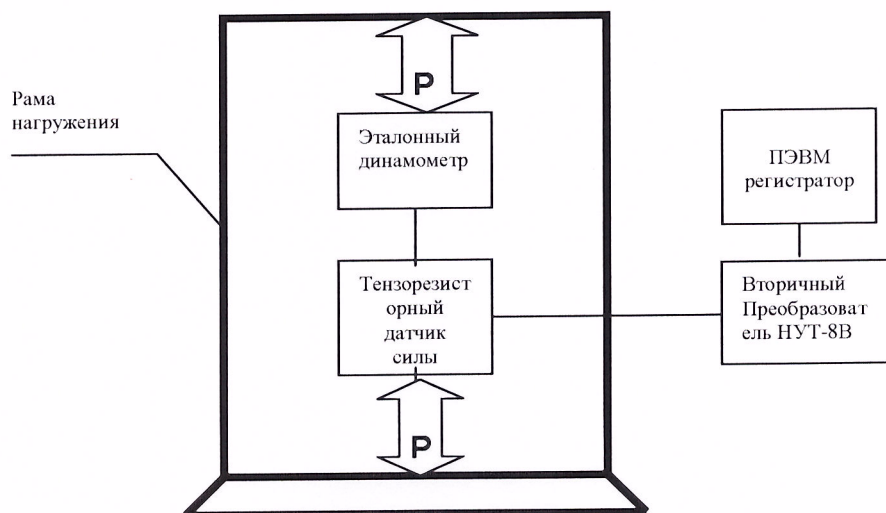 P
Рама
нагружения
Эталонный
динамометр
ПЭВМ
регистратор
Тензорезист
орный
датчик
силы
Вторичный
Преобразоват
ель НУТ-8В
P